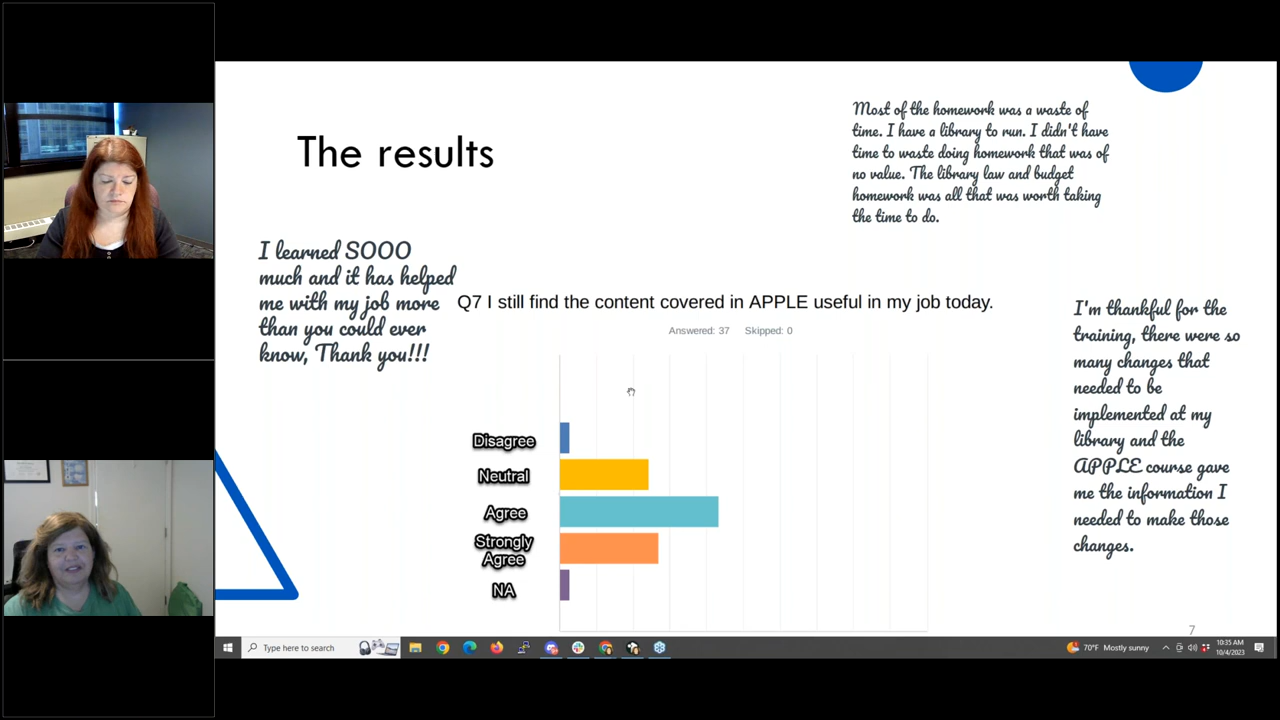 The results
Most of the homework was a waste of
time. I have a library to run. I didn't have
time to waste doing homework that was of
no value. The library law and budget
homework was all that was worth taking
the time to do.
I learned SOOO
much and it has helped
me with my job more
than you could ever
know, Thank you!!!
Q7 I still find the content covered in APPLE useful in my job today.
Answered: 37 Skipped: 0
I'm thankful for the
training, there were so
many changes that
needed to be
implemented at my
library and the
APPLE course gave
me the information I
needed to make those
changes.
Disagree
Neutral
Agree
Strongly
Agree
NA
7
Type here to search
70°F Mostly sunny
10:35 AM
10/4/2023